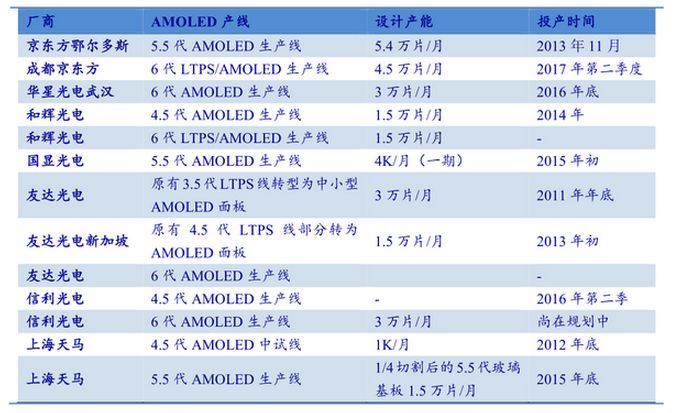 厂商 AMOLED 产线 设计产能 投产时间
京东方鄂尔多斯 5.5 代 AMOLED 生产线 5.4 万片/月 2013 年 11 月
成都京东方 6 代 LTPS/AMOLED 生产线 4.5 万片/月 2017 年第二季度
华星光电武汉 6 代 AMOLED 生产线 3 万片/月 2016 年底
和辉光电 4.5 代 AMOLED 生产线 1.5 万片/月 2014 年
和辉光电 6 代 LTPS/AMOLED 生产线 1.5 万片/月 -
国显光电 5.5 代 AMOLED 生产线 4K/月（一期） 2015 年初
友达光电 原有 3.5 代 LTPS 线转型为中小型 3 万片/月 2011 年年底
AMOLED 面板
友达光电新加坡 原有 4.5 代 LTPS 线部分转为 1.5 万片/月 2013 年初
AMOLED 面板
友达光电 6 代 AMOLED 生产线 -
信利光电 4.5 代 AMOLED 生产线 - 2016 年第二季
信利光电 6 代 AMOLED 生产线 3 万片/月 尚在规划中
上海天马 4.5 代 AMOLED 中试线 1K/月 2012 年底
上海天马 5.5 代 AMOLED 生产线 1/4 切割后的 5.5 代玻璃 2015 年底
基板 1.5 万片/月